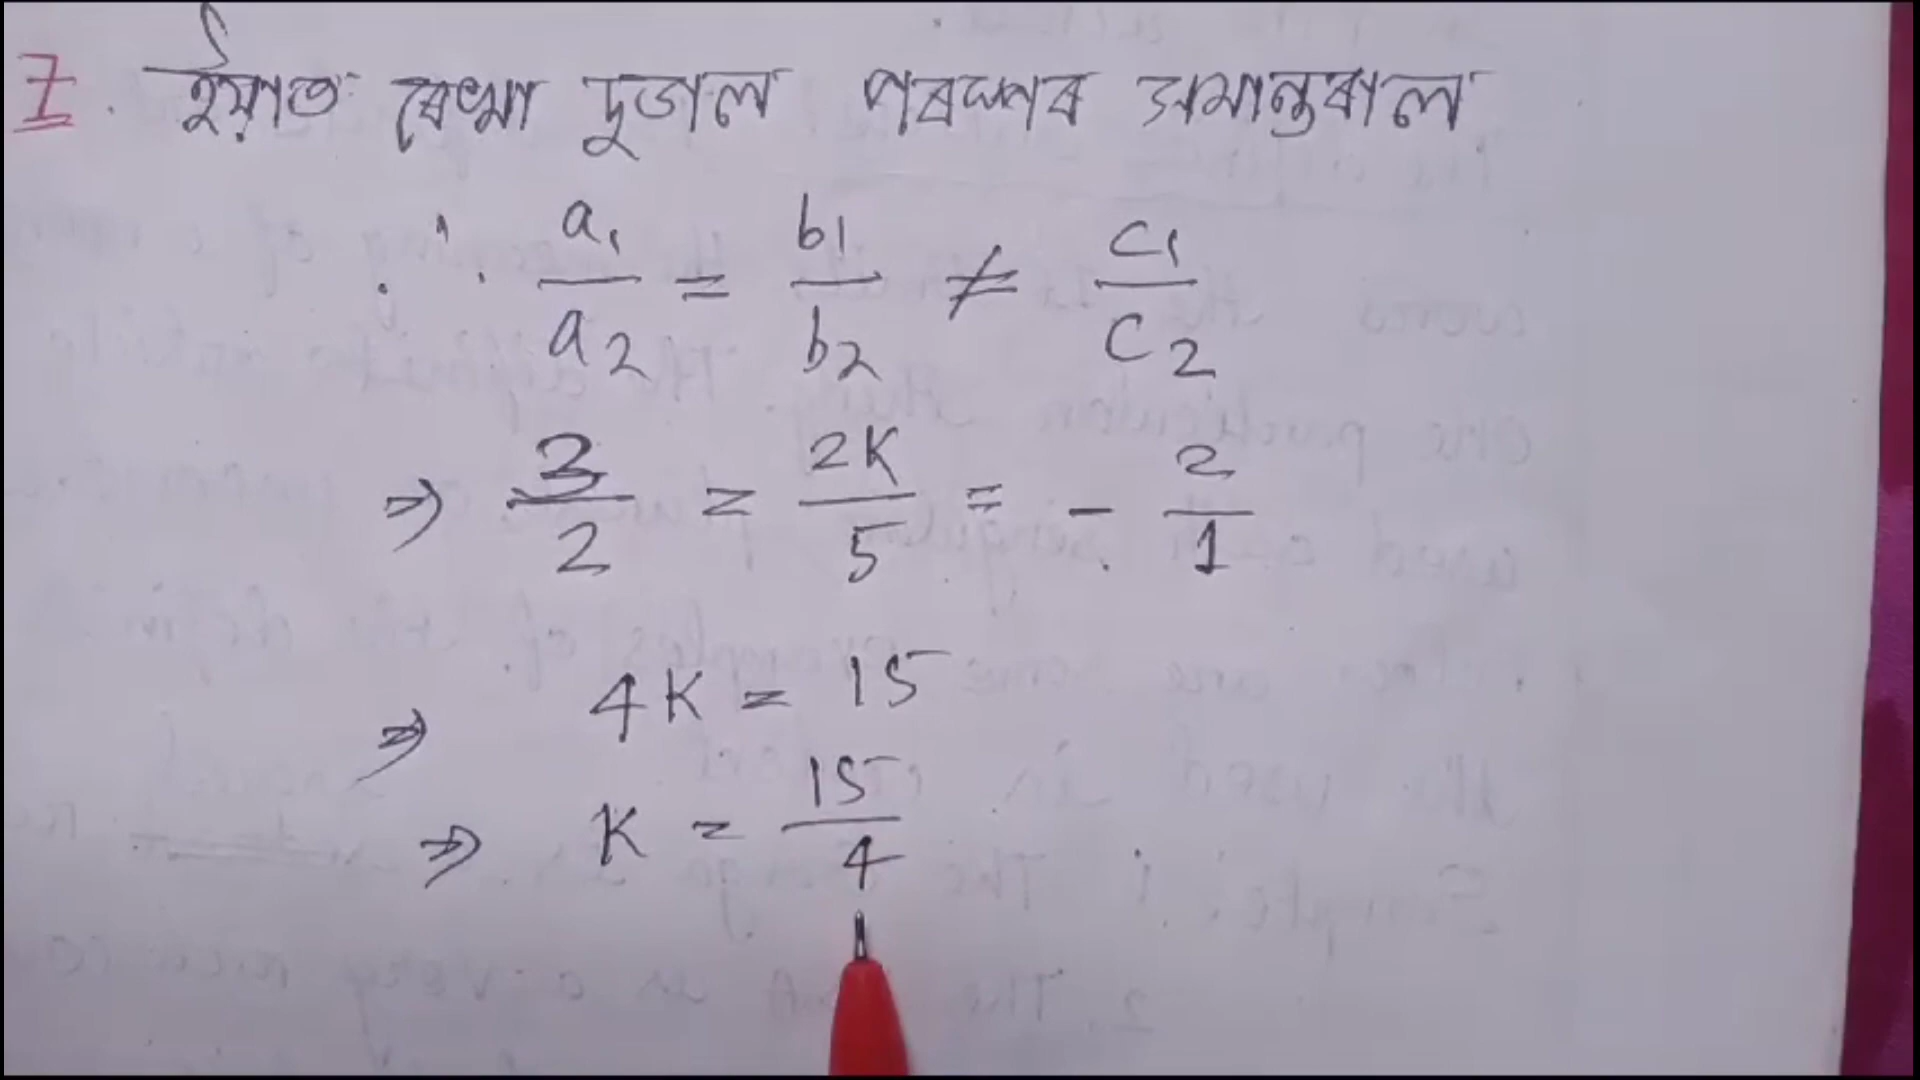 7. ইয়াত ৰেখা দুডাল পৰস্পৰ সমান্তৰাল
∴ a₁/a₂ = b₁/b₂ ≠ c₁/c₂
⇒ 3/2 = 2K/5 = - 2/1
⇒ 4K = 15
⇒ K = 15/4